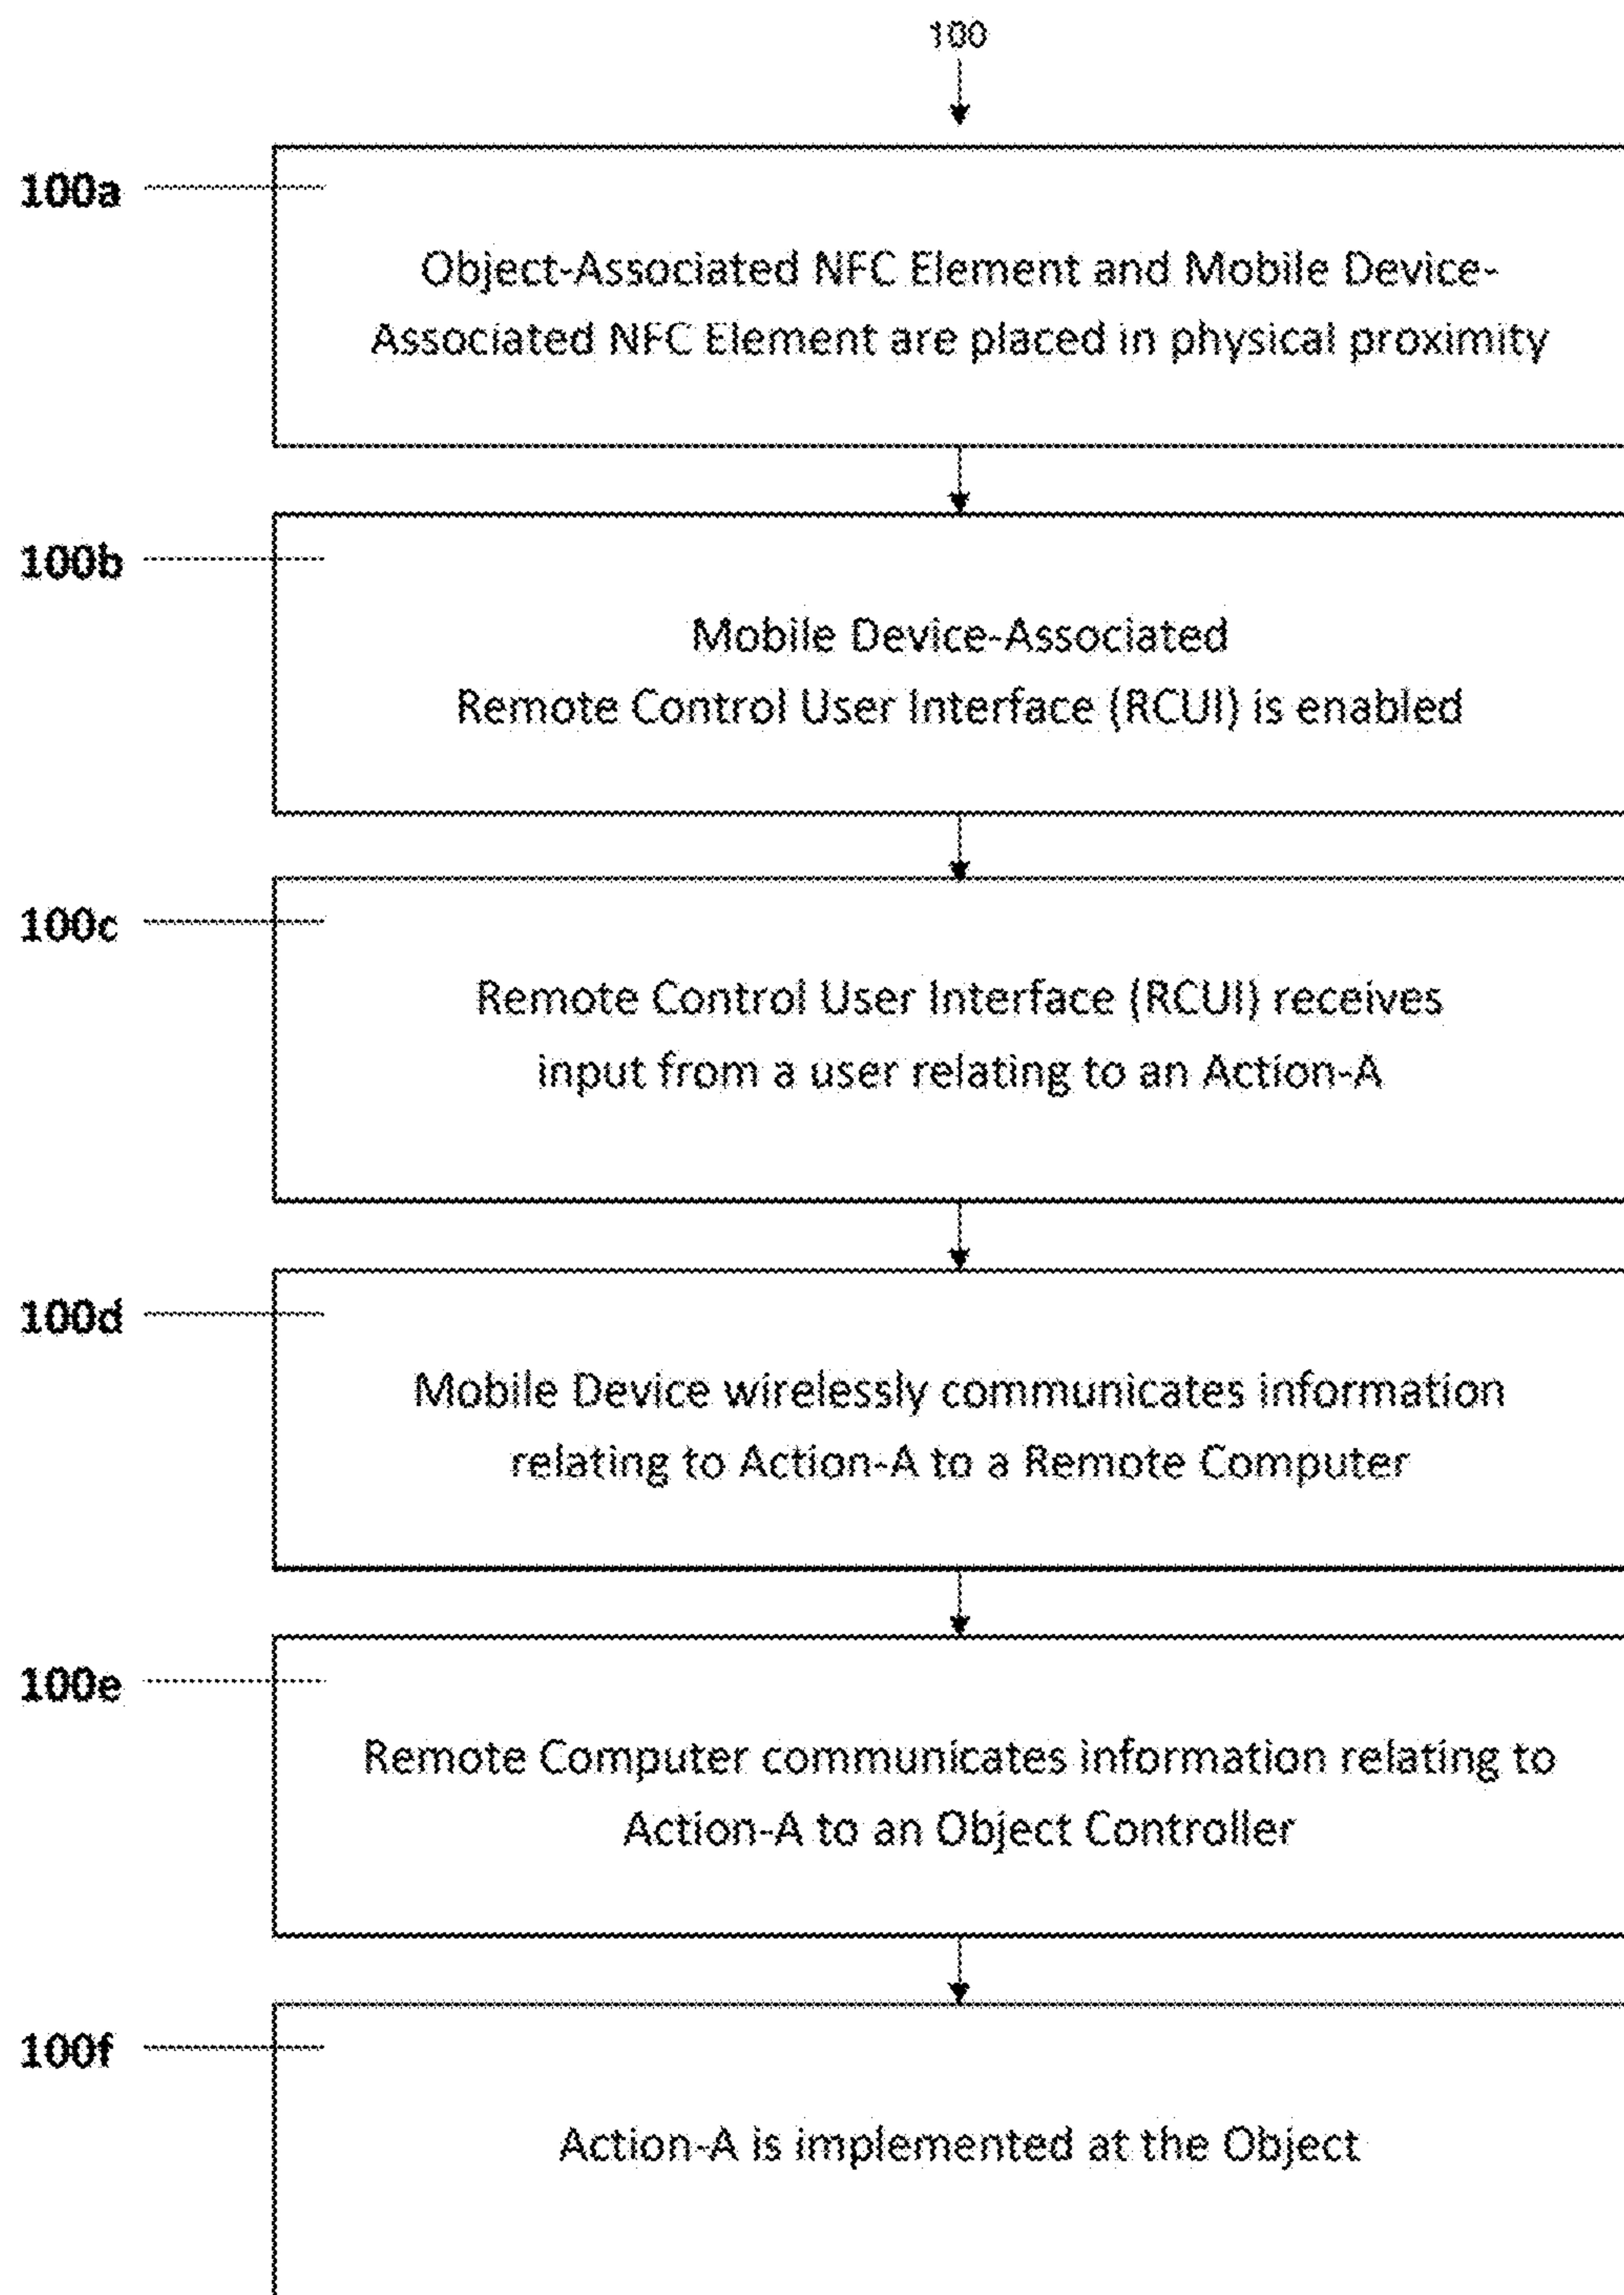 100
100a
Object-Associated NFC Element and Mobile Device-
Associated NFC Element are placed in physical proximity
100b
Mobile Device-Associated
Remote Control User Interface (RCUI) is enabled
100c
Remote Control User Interface (RCUI) receives
input from a user relating to an Action-A
100d
Mobile Device wirelessly communicates information
relating to Action-A to a Remote Computer
100e
Remote Computer communicates information relating to
Action-A to an Object Controller
100f
Action-A is implemented at the Object